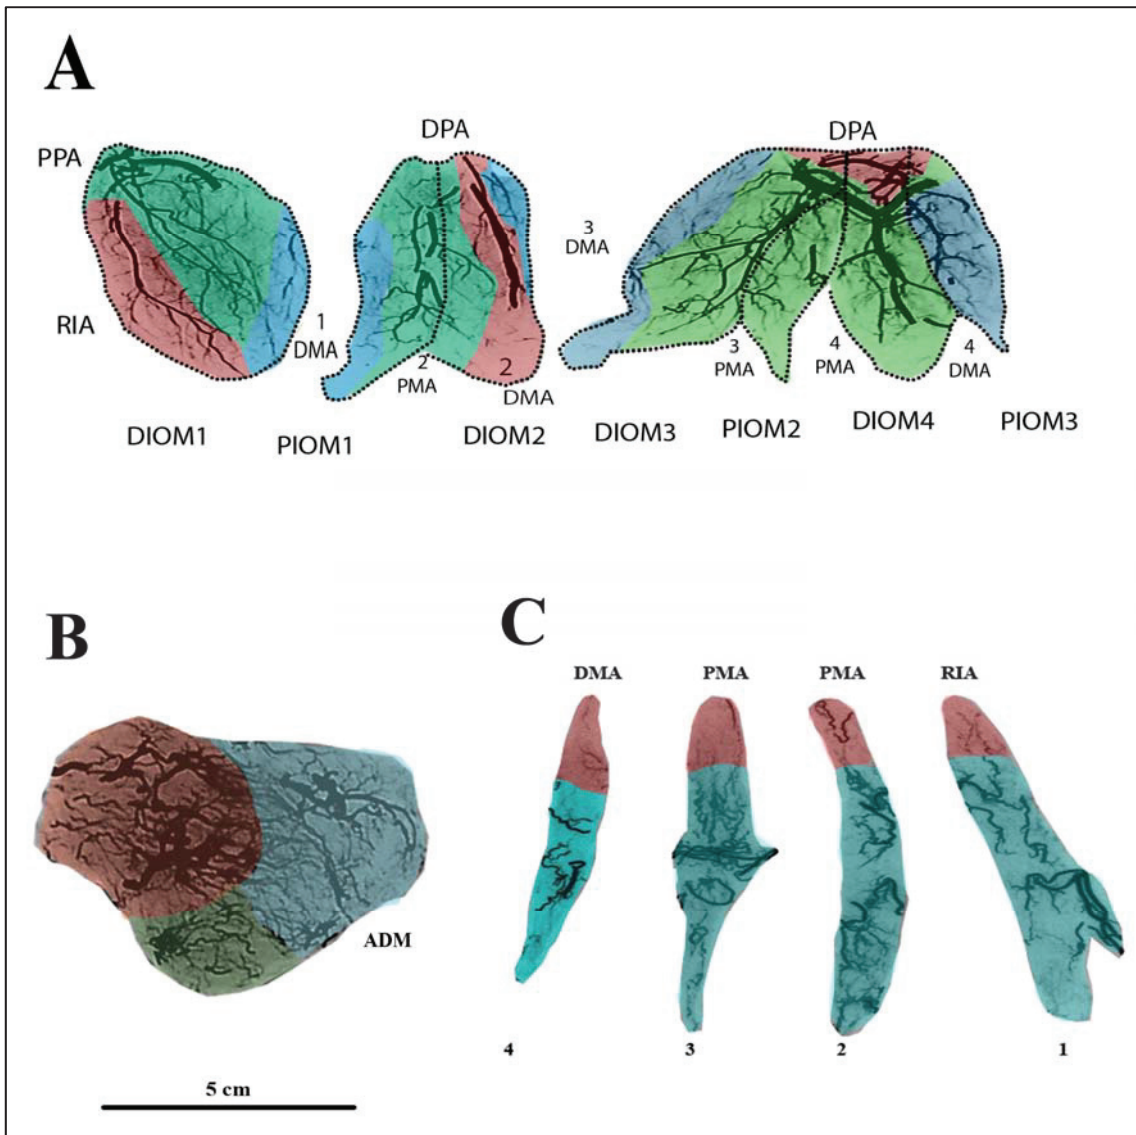 A
DPA
DPA
PPA
3
DMA
RIA
1
DMA
2
PMA
2
DMA
3
PMA
4
PMA
4
DMA
DIOM1
PIOM1
DIOM2
DIOM3
PIOM2
DIOM4
PIOM3
B
C
DMA
PMA
PMA
RIA
ADM
4
3
2
1
5 cm